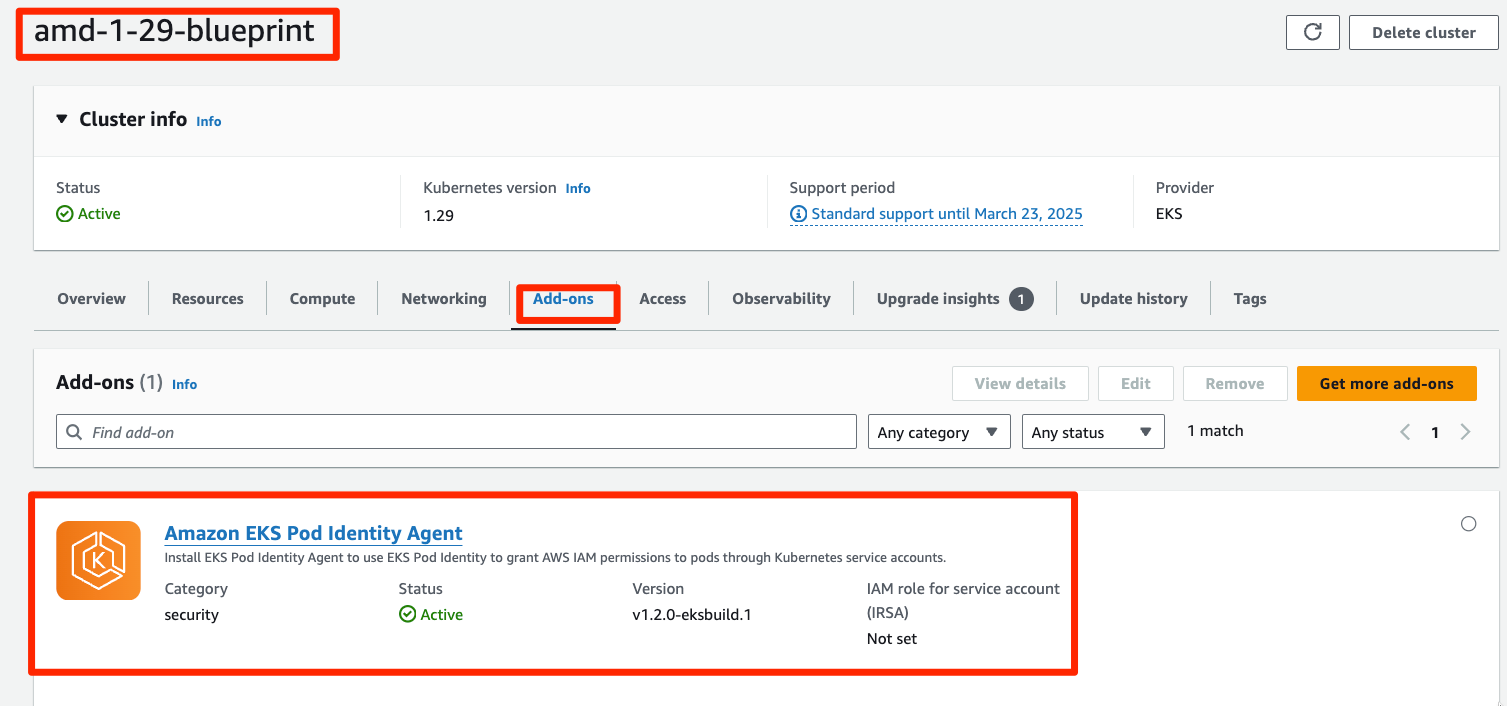 amd-1-29-blueprint
Delete cluster
Cluster info Info
Status
Active
Kubernetes version Info
1.29
Support period
Standard support until March 23, 2025
Provider
EKS
Overview Resources Compute Networking Add-ons Access Observability Upgrade insights 1 Update history Tags
Add-ons (1) Info
View details Edit Remove Get more add-ons
Find add-on Any category Any status 1 match 1
Amazon EKS Pod Identity Agent
Install EKS Pod Identity Agent to use EKS Pod Identity to grant AWS IAM permissions to pods through Kubernetes service accounts.
Category
security
Status
Active
Version
v1.2.0-eksbuild.1
IAM role for service account
(IRSA)
Not set
K